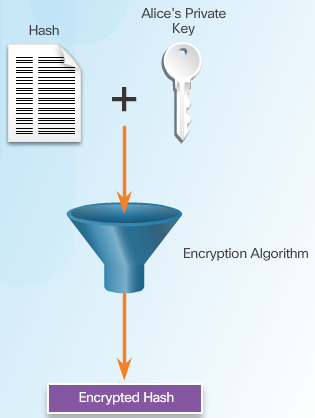 Hash
Alice's Private
Key
+
Encryption Algorithm
Encrypted Hash